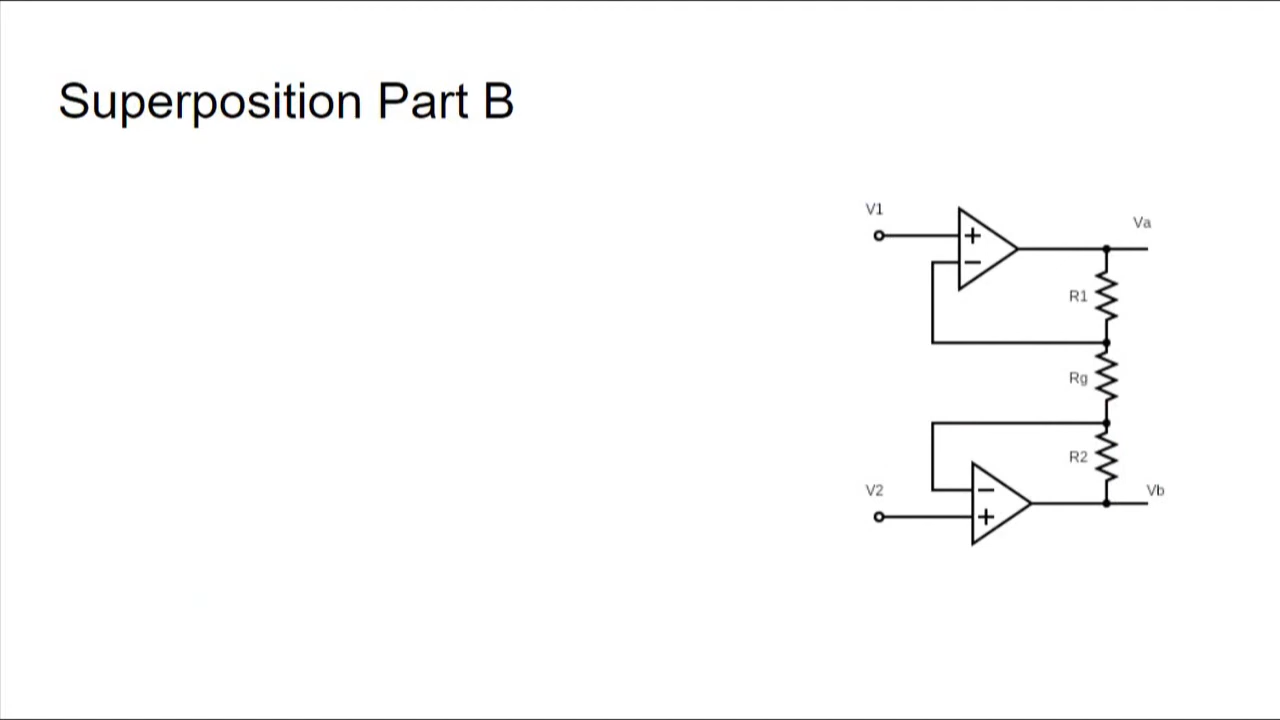 Superposition Part B
V1
+
−
Va
R1
Rg
R2
V2
−
+
Vb